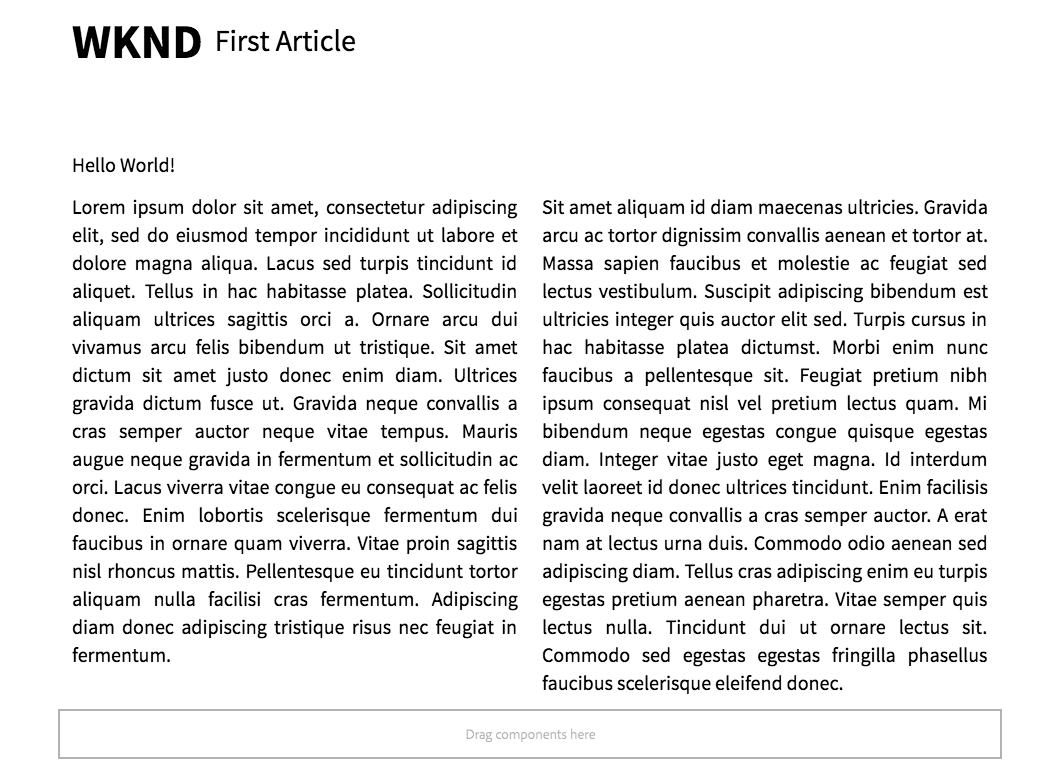 WKND First Article
Hello World!
Lorem ipsum dolor sit amet, consectetur adipiscing
elit, sed do eiusmod tempor incididunt ut labore et
dolore magna aliqua. Lacus sed turpis tincidunt id
aliquet. Tellus in hac habitasse platea. Sollicitudin
aliquam ultrices sagittis orci a. Ornare arcu dui
vivamus arcu felis bibendum ut tristique. Sit amet
dictum sit amet justo donec enim diam. Ultrices
gravida dictum fusce ut. Gravida neque convallis a
cras semper auctor neque vitae tempus. Mauris
augue neque gravida in fermentum et sollicitudin ac
orci. Lacus viverra vitae congue eu consequat ac felis
donec. Enim lobortis scelerisque fermentum dui
faucibus in ornare quam viverra. Vitae proin sagittis
nisl rhoncus mattis. Pellentesque eu tincidunt tortor
aliquam nulla facilisi cras fermentum. Adipiscing
diam donec adipiscing tristique risus nec feugiat in
fermentum.
Sit amet aliquam id diam maecenas ultricies. Gravida
arcu ac tortor dignissim convallis aenean et tortor at.
Massa sapien faucibus et molestie ac feugiat sed
lectus vestibulum. Suscipit adipiscing bibendum est
ultricies integer quis auctor elit sed. Turpis cursus in
hac habitasse platea dictumst. Morbi enim nunc
faucibus a pellentesque sit. Feugiat pretium nibh
ipsum consequat nisl vel pretium lectus quam. Mi
bibendum neque egestas congue quisque egestas
diam. Integer vitae justo eget magna. Id interdum
velit laoreet id donec ultrices tincidunt. Enim facilisis
gravida neque convallis a cras semper auctor. A erat
nam at lectus urna duis. Commodo odio aenean sed
adipiscing diam. Tellus cras adipiscing enim eu turpis
egestas pretium aenean pharetra. Vitae semper quis
lectus nulla. Tincidunt dui ut ornare lectus sit.
Commodo sed egestas egestas fringilla phasellus
faucibus scelerisque eleifend donec.
Drag components here